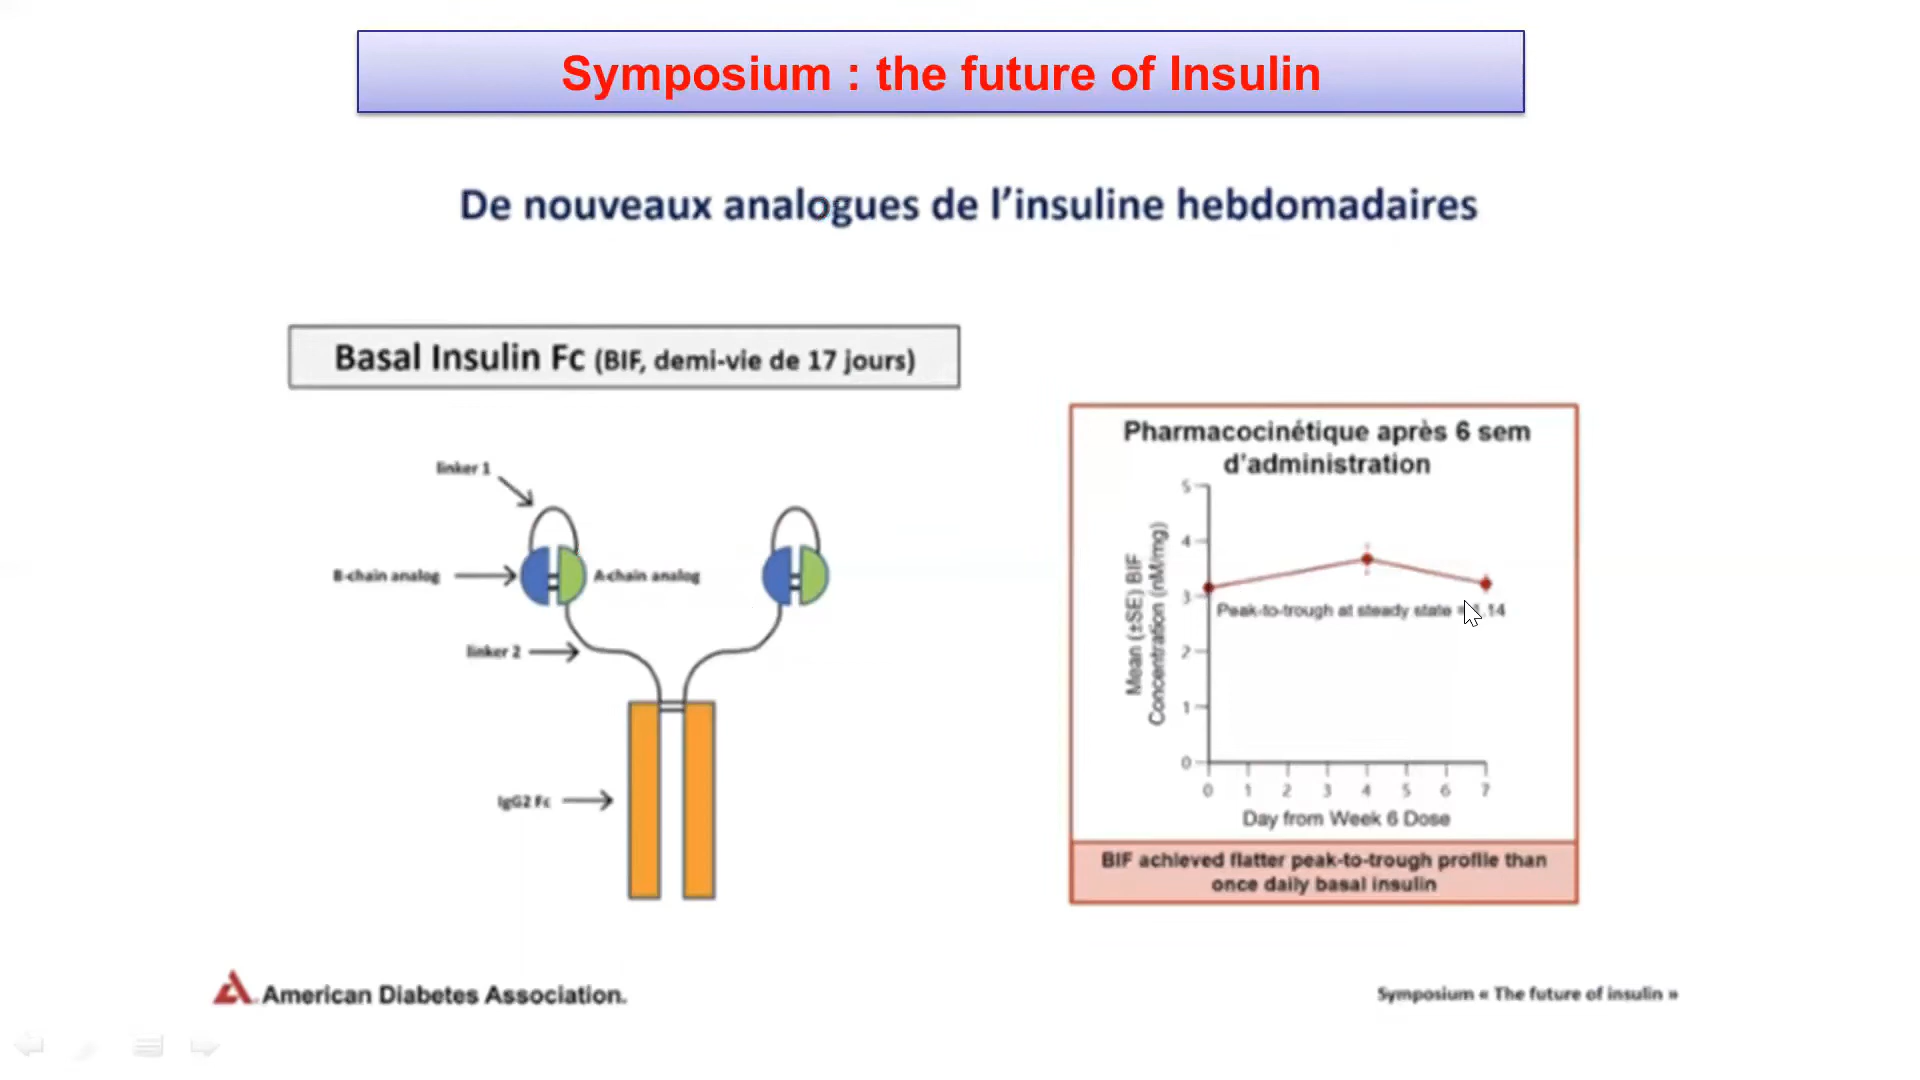 Symposium : the future of Insulin
De nouveaux analogues de l’insuline hebdomadaires
Basal Insulin Fc (BIF, demi-vie de 17 jours)
linker 1
B-chain analog
A-chain analog
linker 2
IgG2 Fc
Pharmacocinétique après 6 sem
d’administration
Mean (±SE) BIF
Concentration (nM/mg)
5
4
3
2
1
0
Peak-to-trough at steady state .14
0 1 2 3 4 5 6 7
Day from Week 6 Dose
BIF achieved flatter peak-to-trough profile than
once daily basal insulin
American Diabetes Association.
Symposium « The future of insulin »